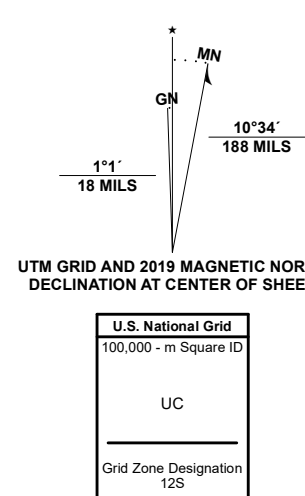 ★
MN
GN
10°34´
188 MILS
1°1´
18 MILS
UTM GRID AND 2019 MAGNETIC NOR
DECLINATION AT CENTER OF SHEE
U.S. National Grid
100,000 - m Square ID
UC
Grid Zone Designation
12S